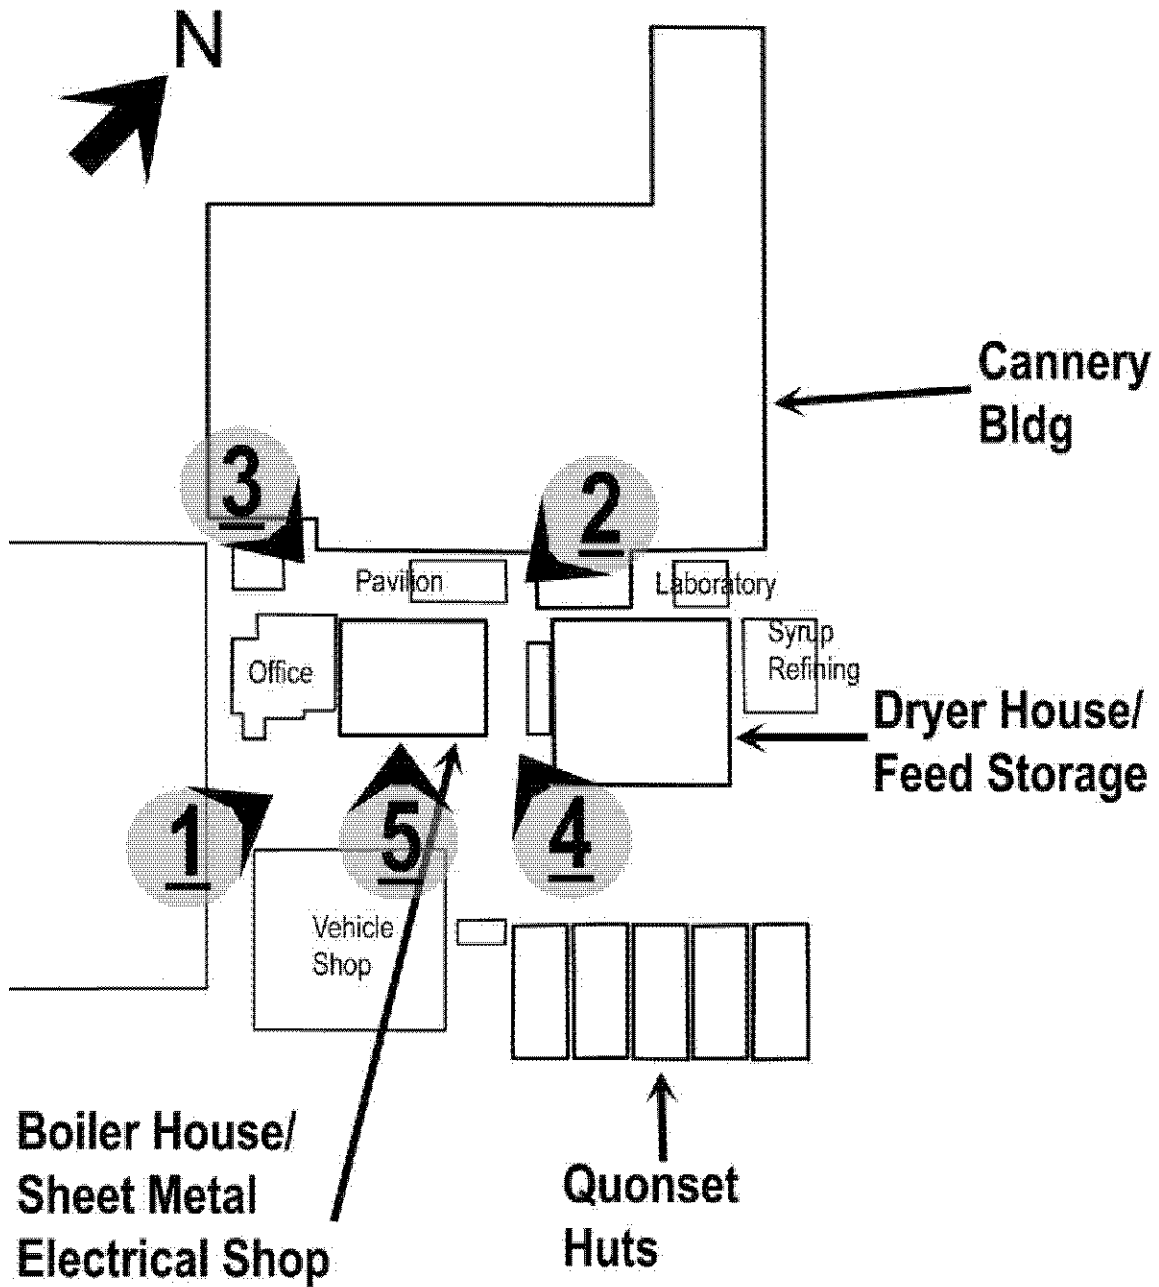 N
Cannery
Bldg
3
2
Pavilion
Laboratory
Syrup
Refining
Office
Dryer House/
Feed Storage
1
5
4
Vehicle
Shop
Boiler House/
Sheet Metal
Electrical Shop
Quonset
Huts